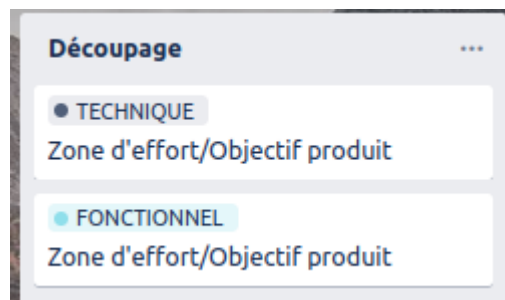 Découpage
TECHNIQUE
Zone d'effort/Objectif produit
FONCTIONNEL
Zone d'effort/Objectif produit